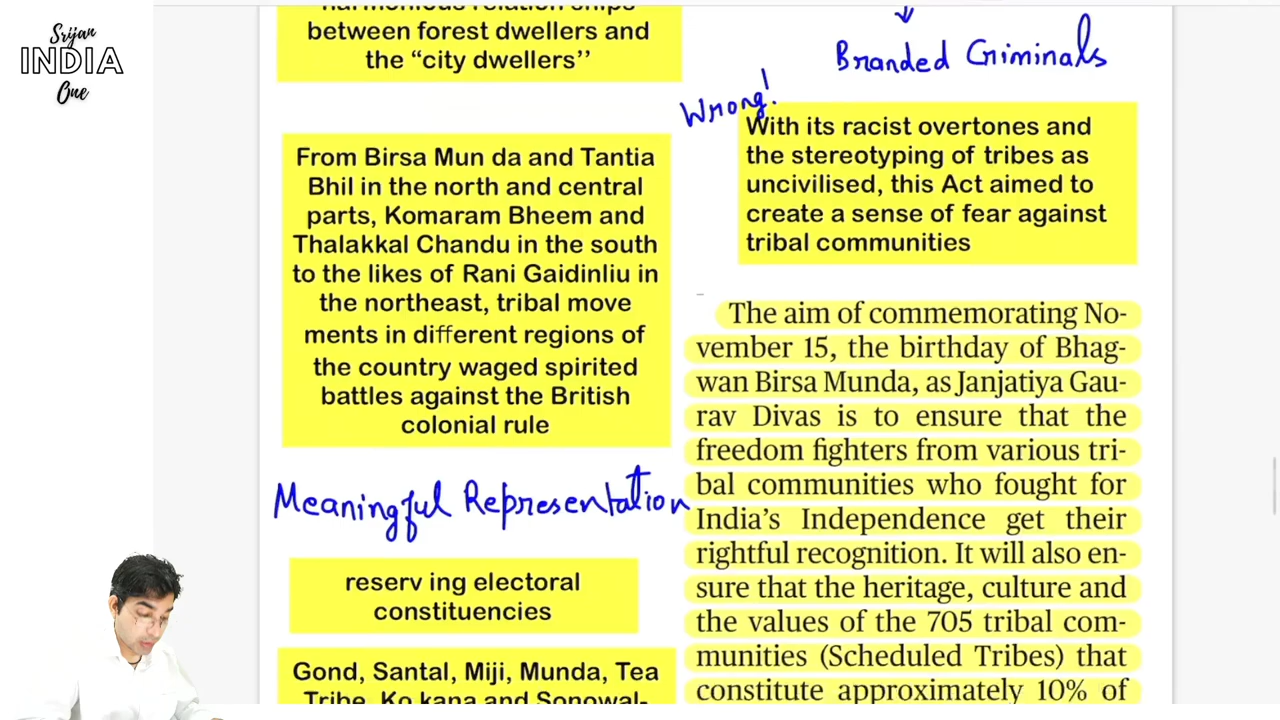 Srijan
INDIA
One
harmonious relation ships
between forest dwellers and
the “city dwellers’’
From Birsa Mun da and Tantia
Bhil in the north and central
parts, Komaram Bheem and
Thalakkal Chandu in the south
to the likes of Rani Gaidinliu in
the northeast, tribal move
ments in different regions of
the country waged spirited
battles against the British
colonial rule
Meaningful Representation
reserv ing electoral
constituencies
Gond, Santal, Miji, Munda, Tea
Tribe, Ko kana and Sonowal-
Branded Criminals
Wrong!
With its racist overtones and
the stereotyping of tribes as
uncivilised, this Act aimed to
create a sense of fear against
tribal communities
The aim of commemorating No-
vember 15, the birthday of Bhag-
wan Birsa Munda, as Janjatiya Gau-
rav Divas is to ensure that the
freedom fighters from various tri-
bal communities who fought for
India’s Independence get their
rightful recognition. It will also en-
sure that the heritage, culture and
the values of the 705 tribal com-
munities (Scheduled Tribes) that
constitute approximately 10% of